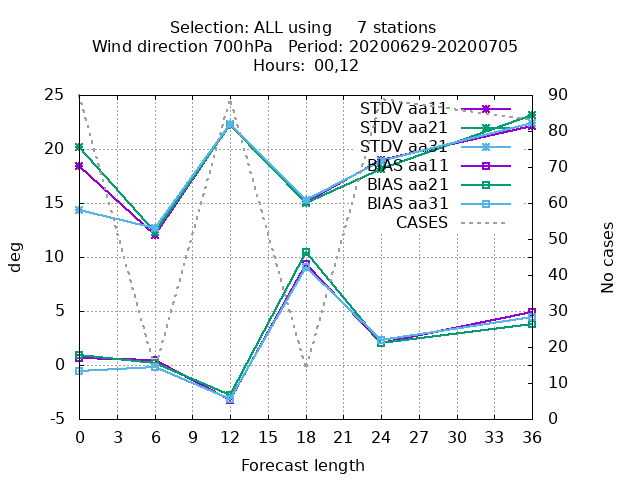 Selection: ALL using 7 stations
Wind direction 700hPa Period: 20200629-20200705
Hours: 00,12
25
20
15
10
5
0
-5
90
80
70
60
50
40
30
20
10
0
deg
No cases
STDV aa11
STDV aa21
STDV aa31
BIAS aa11
BIAS aa21
BIAS aa31
CASES
0 3 6 9 12 15 18 21 24 27 30 33 36
Forecast length